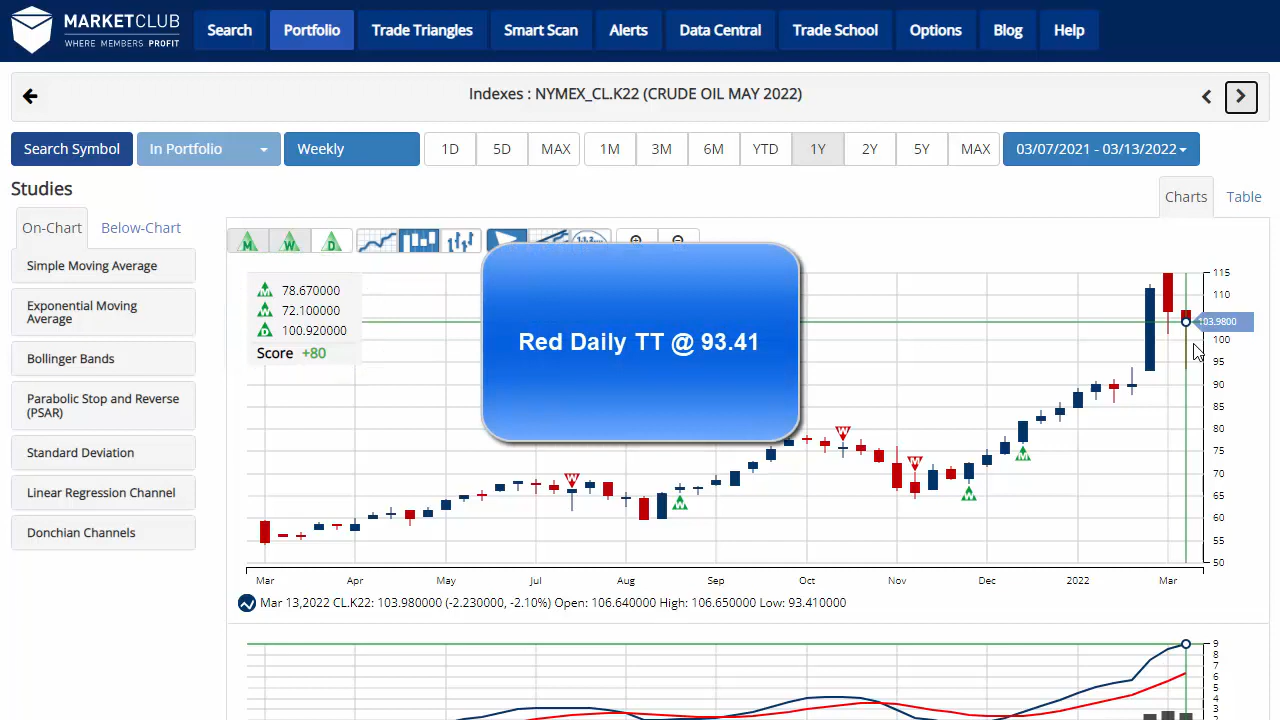 MARKETCLUB
WHERE MEMBERS PROFIT
Search
Portfolio
Trade Triangles
Smart Scan
Alerts
Data Central
Trade School
Options
Blog
Help
Indexes : NYMEX_CL.K22 (CRUDE OIL MAY 2022)
Search Symbol
In Portfolio
Weekly
1D
5D
MAX
1M
3M
6M
YTD
1Y
2Y
5Y
MAX
03/07/2021 - 03/13/2022
Studies
Charts
Table
On-Chart
Below-Chart
Simple Moving Average
Exponential Moving
Average
Bollinger Bands
Parabolic Stop and Reverse
(PSAR)
Standard Deviation
Linear Regression Channel
Donchian Channels
M
W
D
M 78.670000
W 72.100000
D 100.920000
Score +80
Red Daily TT @ 93.41
115
110
103.9800
100
95
90
85
80
75
70
65
60
55
50
W
W
W
W
M
M
Mar
Apr
May
Jul
Aug
Sep
Oct
Nov
Dec
2022
Mar
Mar 13,2022 CL.K22: 103.980000 (-2.230000, -2.10%) Open: 106.640000 High: 106.650000 Low: 93.410000
9
8
7
6
5
4
3